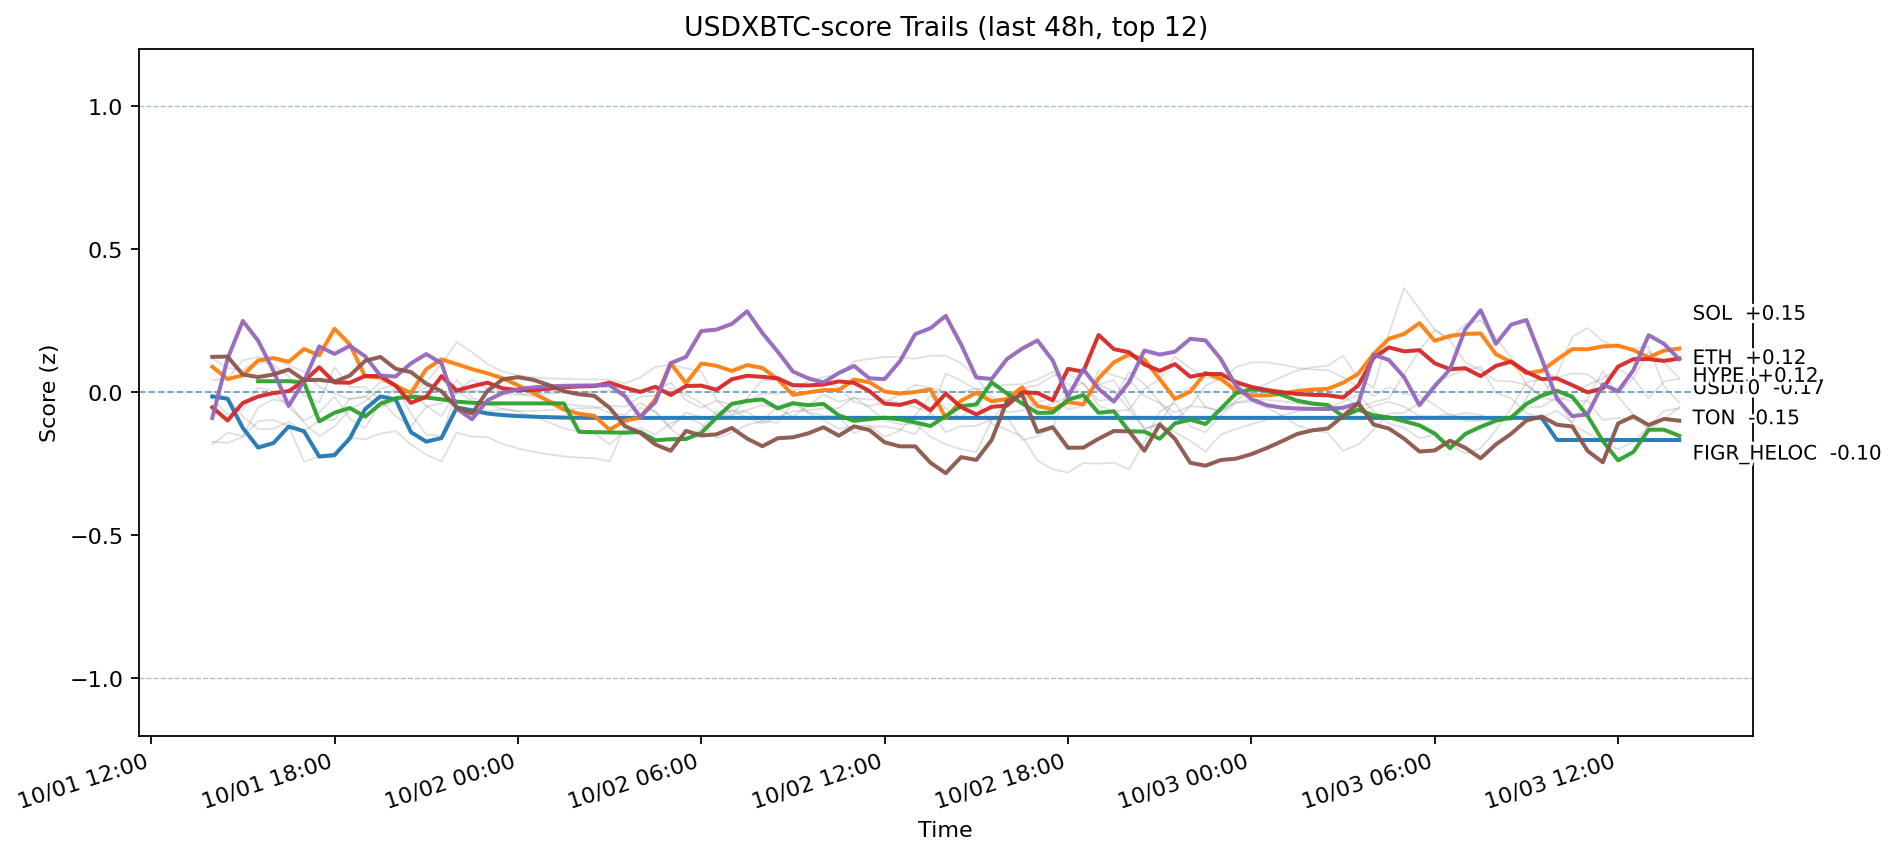 USDXBTC-score Trails (last 48h, top 12)
Score (z)
1.0
0.5
0.0
−0.5
−1.0
SOL +0.15
ETH +0.12
HYPE +0.12
USDT0 -0.17
TON -0.15
FIGR_HELOC -0.10
10/01 12:00
10/01 18:00
10/02 00:00
10/02 06:00
10/02 12:00
10/02 18:00
10/03 00:00
10/03 06:00
10/03 12:00
Time